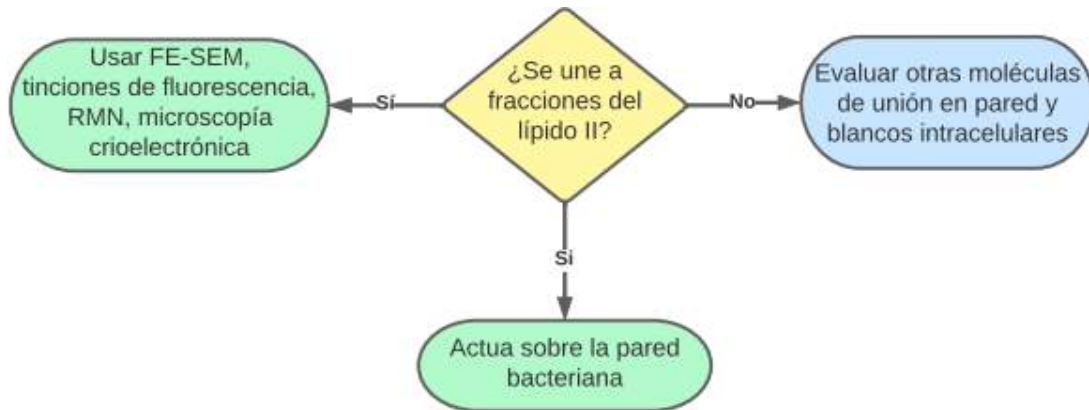 Usar FE-SEM,
tinciones de fluorescencia,
RMN, microscopía
crioelectrónica
Sí
¿Se une a
fracciones del
lípido II?
No
Evaluar otras moléculas
de unión en pared y
blancos intracelulares
Si
Actua sobre la pared
bacteriana